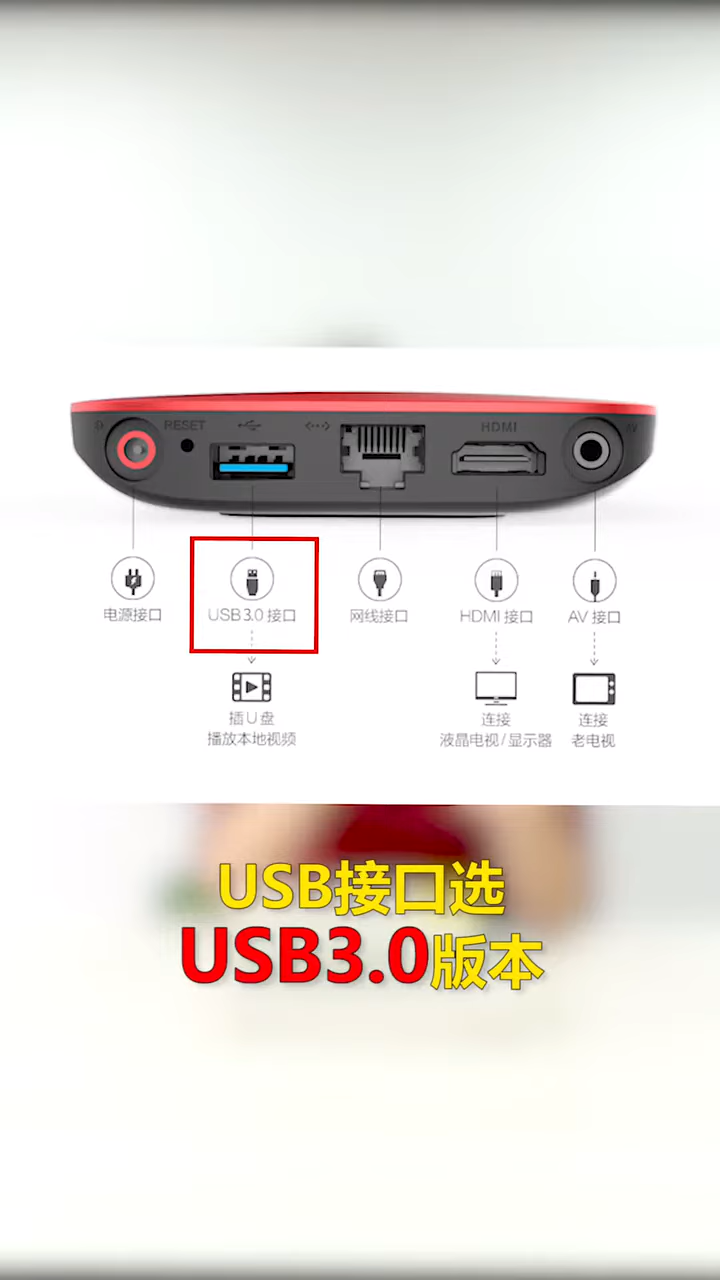 RESET
HDMI
AV
电源接口
USB3.0 接口
网线接口
HDMI 接口
AV 接口
插U盘
播放本地视频
连接
液晶电视/显示器
连接
老电视
USB接口选
USB3.0版本